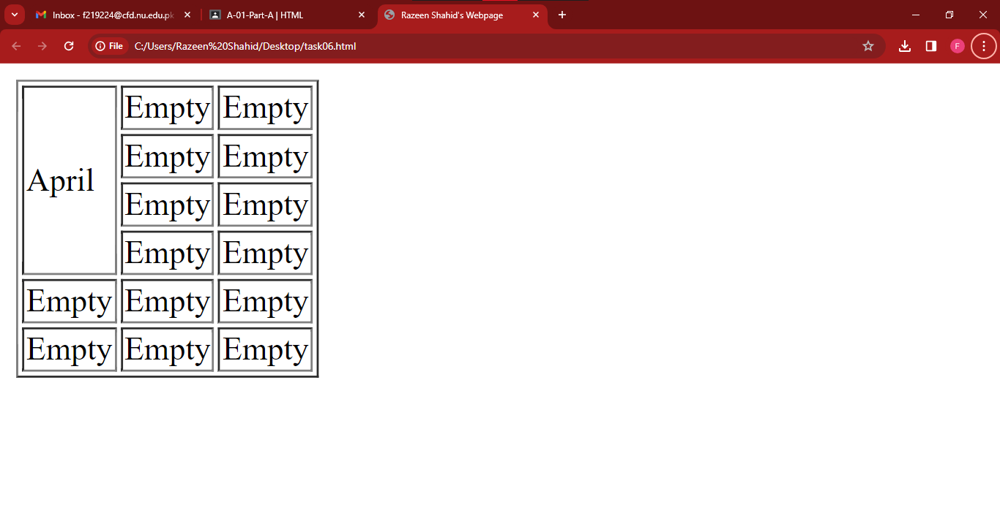 Inbox - f219224@cfd.nu.edu.pk
A-01-Part-A | HTML
Razeen Shahid's Webpage
File C:/Users/Razeen%20Shahid/Desktop/task06.html
F
April Empty Empty
Empty Empty
Empty Empty
Empty Empty
Empty Empty Empty
Empty Empty Empty